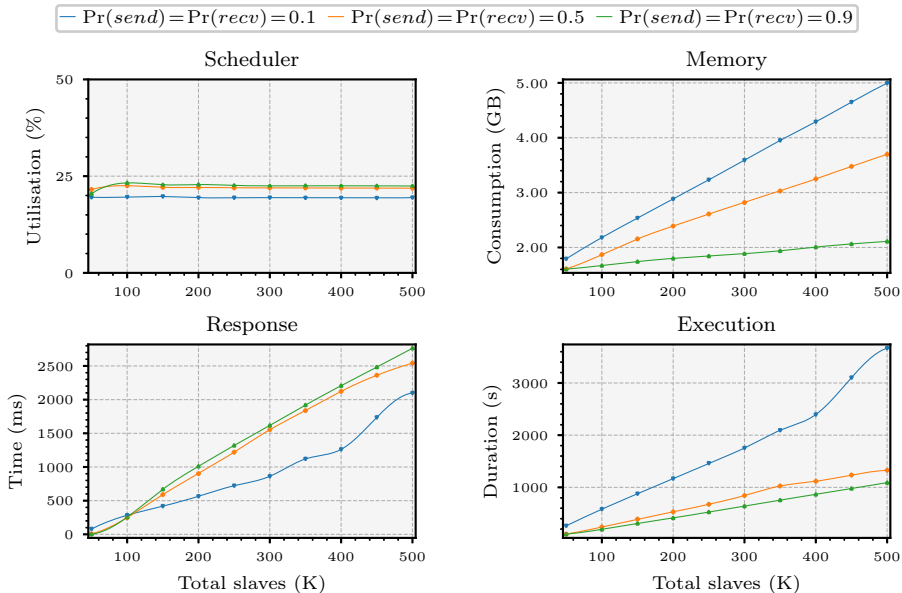 Pr(send)=Pr(recv)=0.1 Pr(send)=Pr(recv)=0.5 Pr(send)=Pr(recv)=0.9
Scheduler
Utilisation (%)
50
25
0
100 200 300 400 500
Memory
Consumption (GB)
5.00
4.00
3.00
2.00
100 200 300 400 500
Response
Time (ms)
2500
2000
1500
1000
500
0
100 200 300 400 500
Total slaves (K)
Execution
Duration (s)
3000
2000
1000
100 200 300 400 500
Total slaves (K)